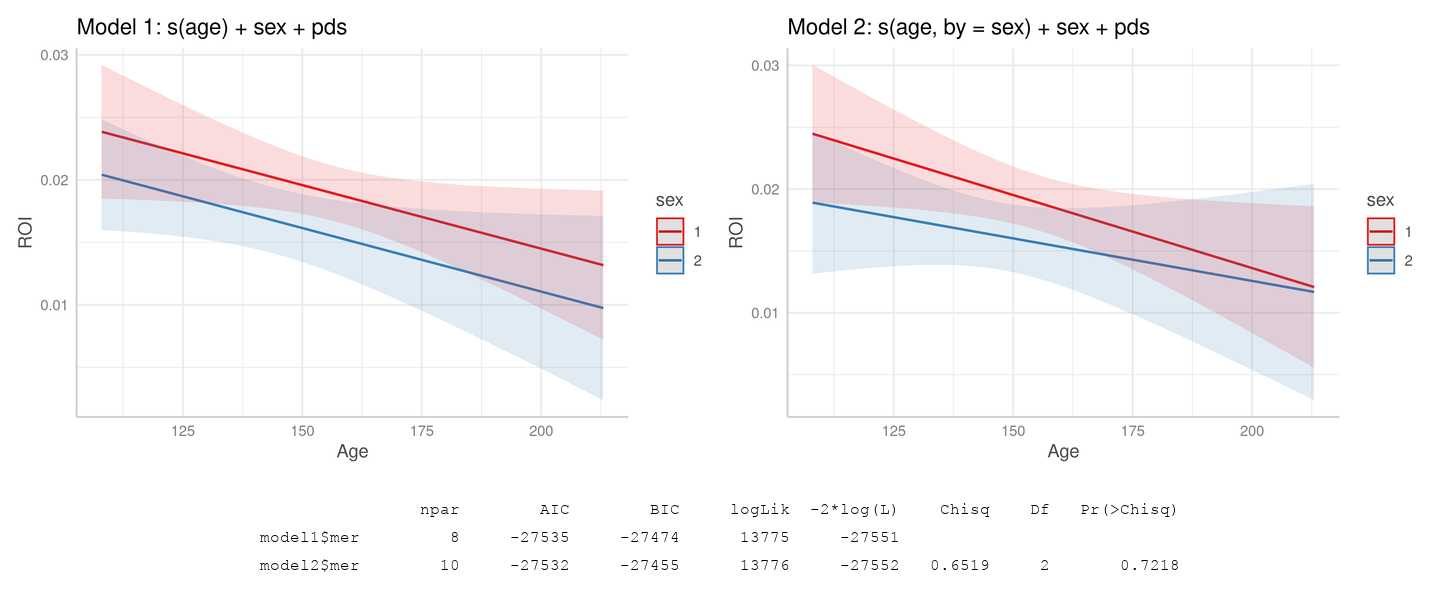 Model 1: s(age) + sex + pds
0.03
0.02
0.01
ROI
125 150 175 200
Age
sex
1
2
Model 2: s(age, by = sex) + sex + pds
0.03
0.02
0.01
ROI
125 150 175 200
Age
sex
1
2
npar AIC BIC logLik -2*log(L) Chisq Df Pr(>Chisq)
model1$mer 8 -27535 -27474 13775 -27551
model2$mer 10 -27532 -27455 13776 -27552 0.6519 2 0.7218